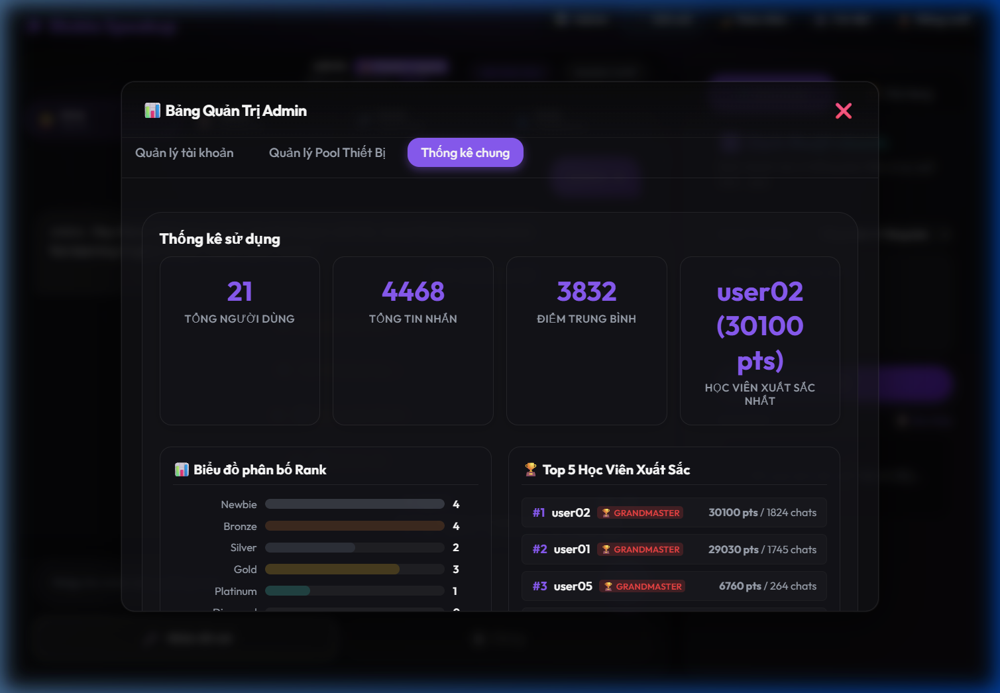 Bảng Quản Trị Admin
Quản lý tài khoản
Quản lý Pool Thiết Bị
Thống kê chung
Thống kê sử dụng
21
TỔNG NGƯỜI DÙNG
4468
TỔNG TIN NHẮN
3832
ĐIỂM TRUNG BÌNH
user02
(30100
pts)
HỌC VIÊN XUẤT SẮC
NHẤT
Biểu đồ phân bố Rank
Newbie 4
Bronze 4
Silver 2
Gold 3
Platinum 1
Top 5 Học Viên Xuất Sắc
#1 user02 GRANDMASTER 30100 pts / 1824 chats
#2 user01 GRANDMASTER 29030 pts / 1745 chats
#3 user05 GRANDMASTER 6760 pts / 264 chats